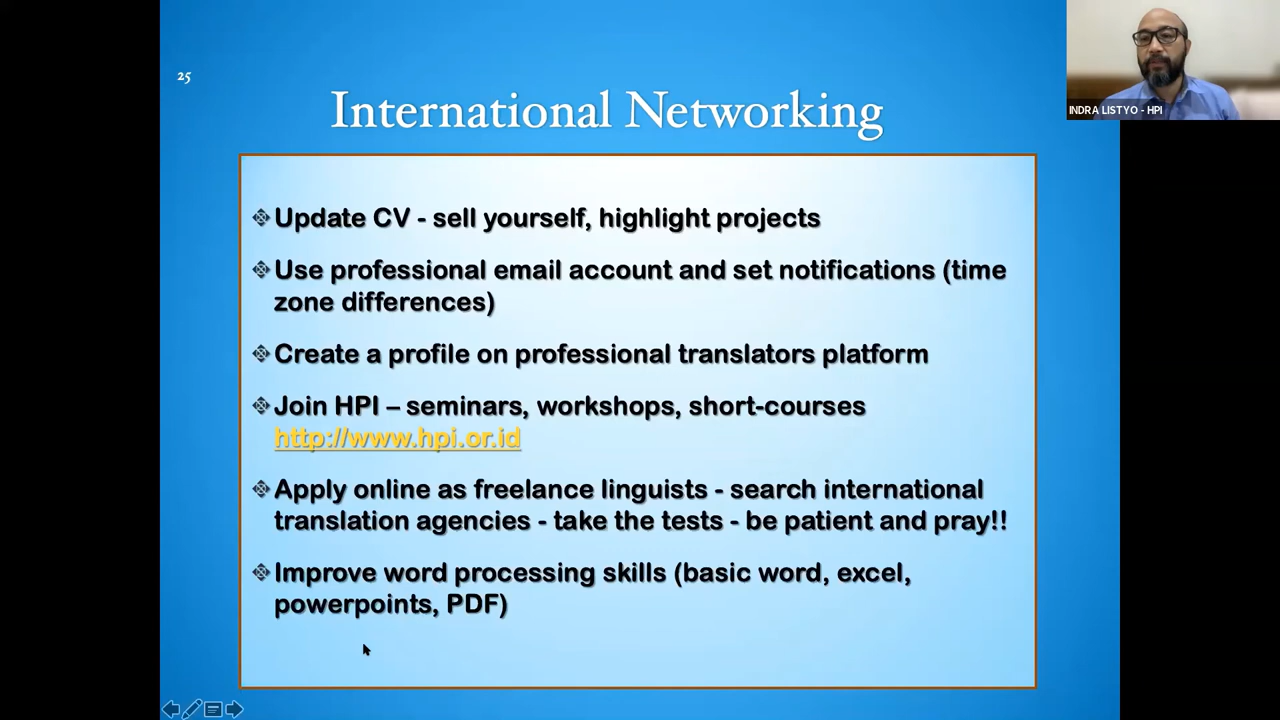 25
International Networking
Update CV - sell yourself, highlight projects
Use professional email account and set notifications (time
zone differences)
Create a profile on professional translators platform
Join HPI – seminars, workshops, short-courses
http://www.hpi.or.id
Apply online as freelance linguists - search international
translation agencies - take the tests - be patient and pray!!
Improve word processing skills (basic word, excel,
powerpoints, PDF)
INDRA LISTYO - HPI